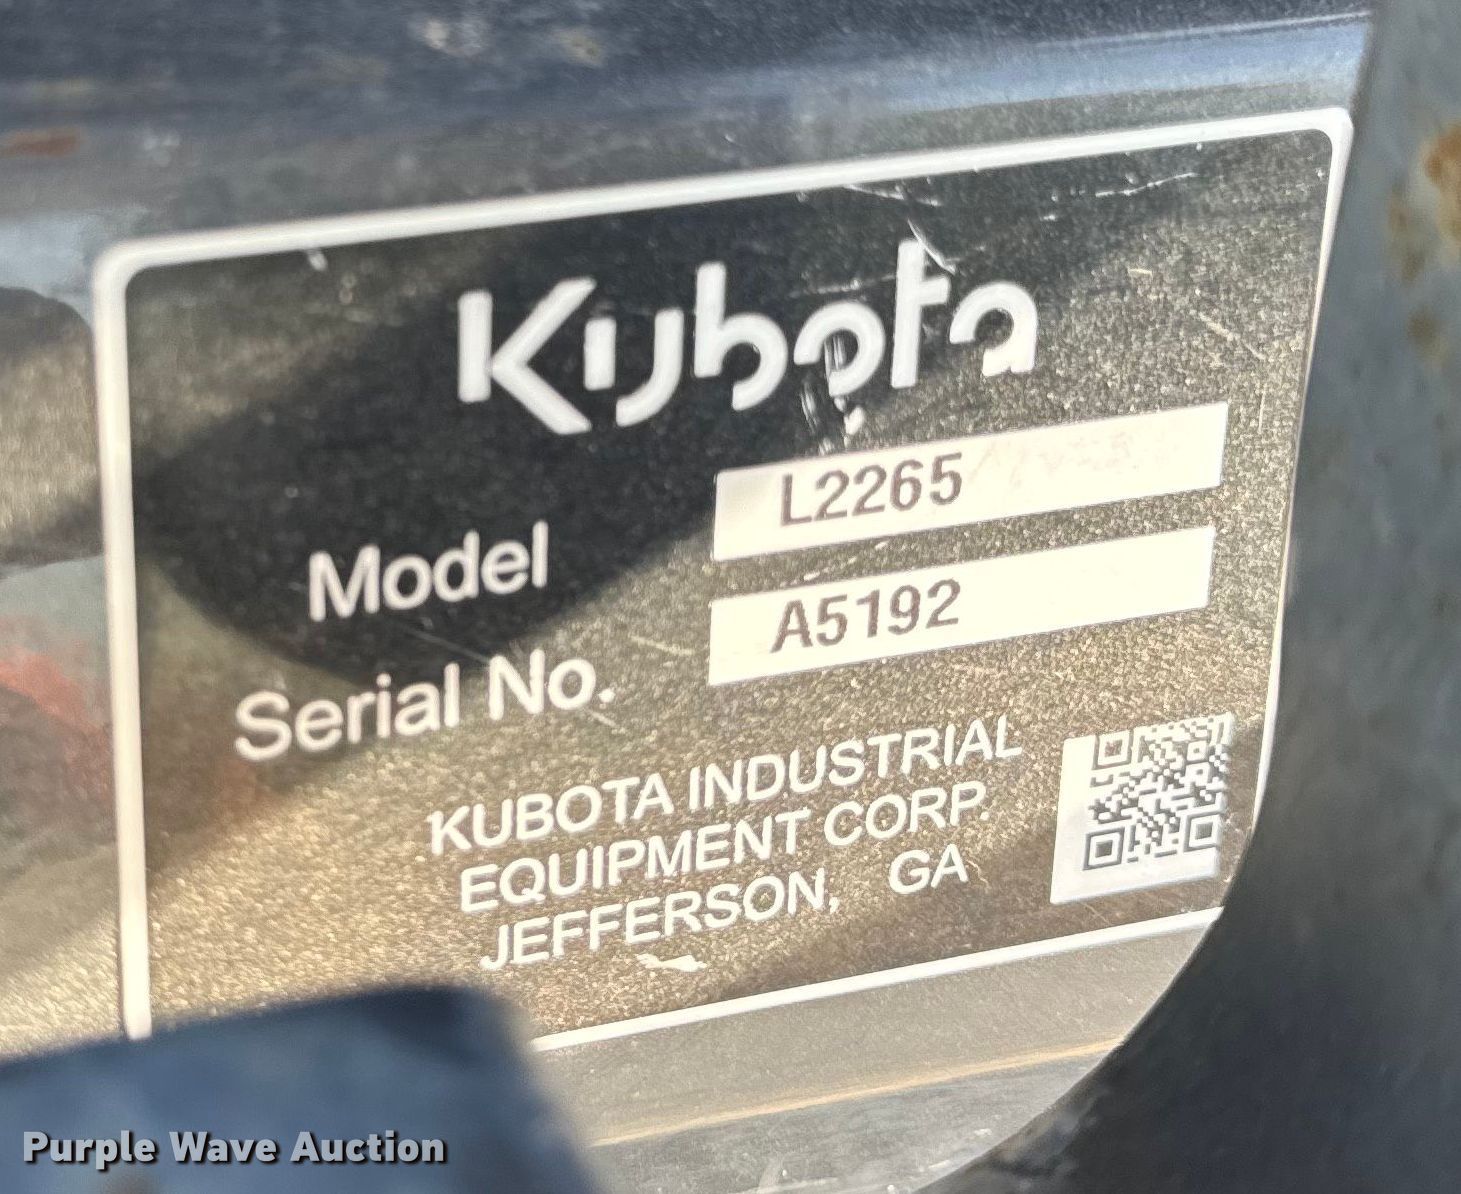 Kubota
Model L2265
Serial No. A5192
KUBOTA INDUSTRIAL
EQUIPMENT CORP.
JEFFERSON, GA
Purple Wave Auction